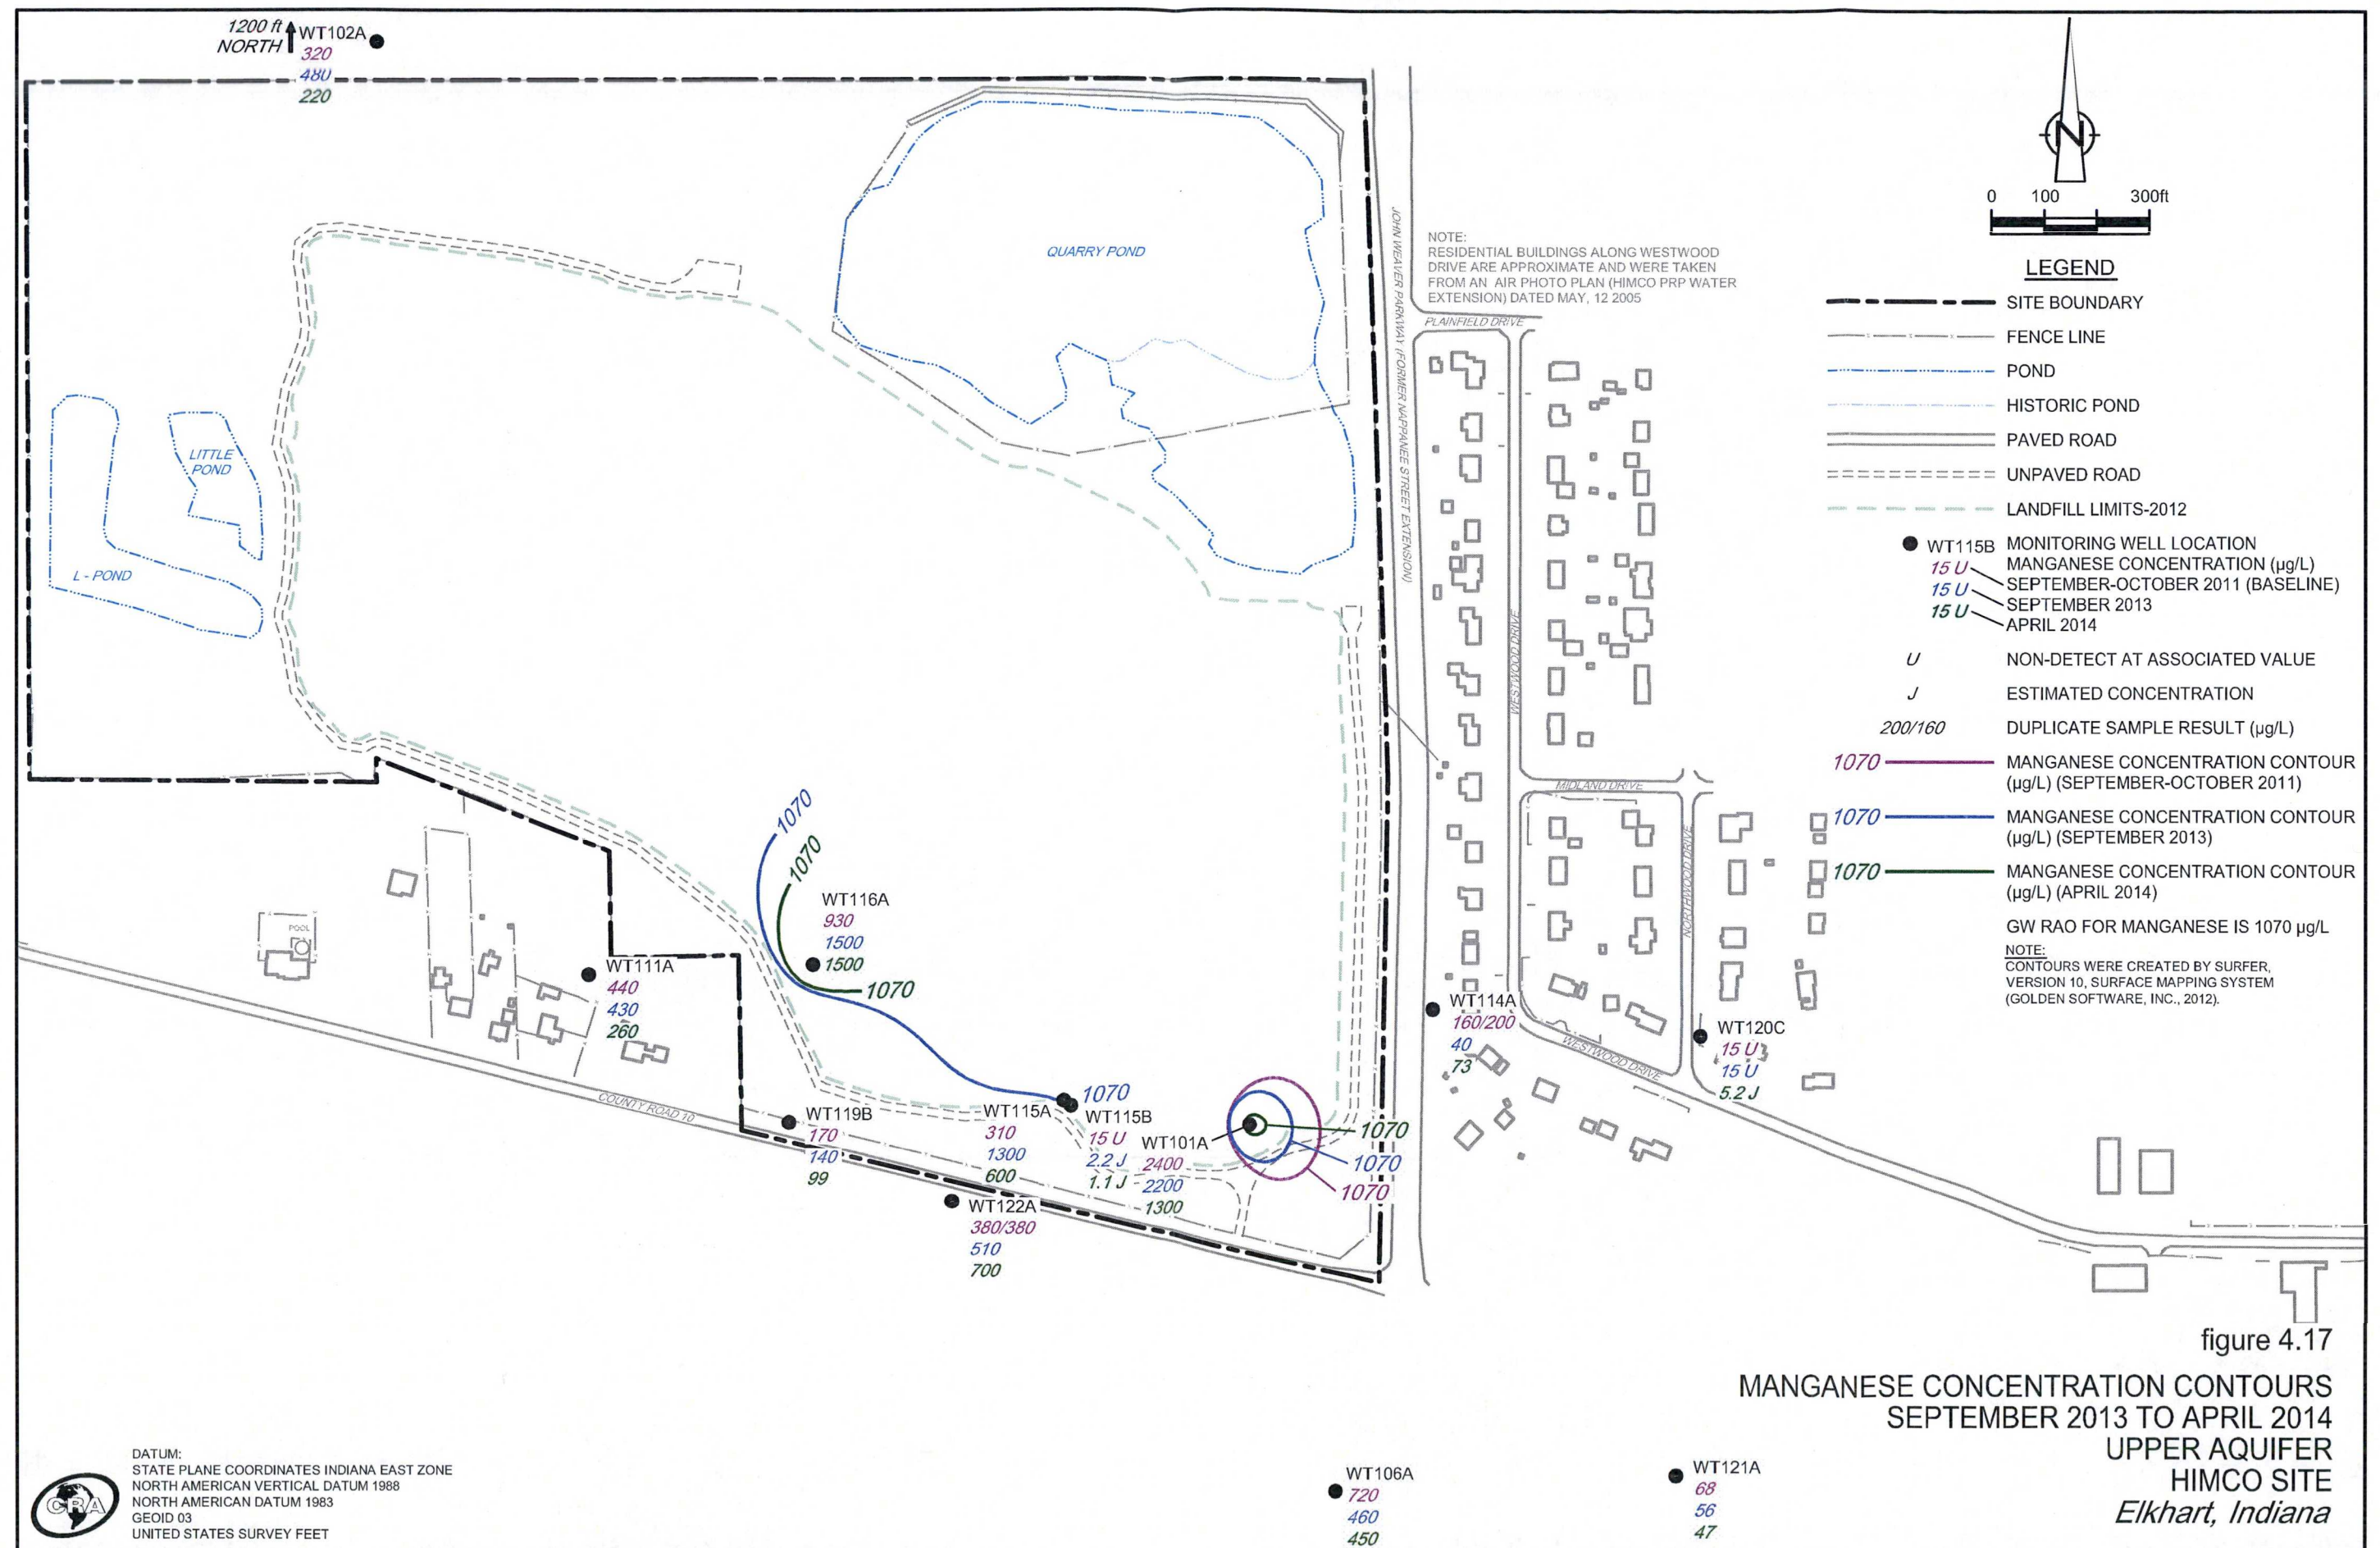 1200 ft
NORTH
WT102A
320
480
220
QUARRY POND
JOHN WEAVER PARKWAY (FORMER NAPPANEE STREET EXTENSION)
NOTE:
RESIDENTIAL BUILDINGS ALONG WESTWOOD
DRIVE ARE APPROXIMATE AND WERE TAKEN
FROM AN AIR PHOTO PLAN (HIMCO PRP WATER
EXTENSION) DATED MAY, 12 2005
PLAINFIELD DRIVE
WESTWOOD DRIVE
MIDLAND DRIVE
NORTHWOOD DRIVE
WESTWOOD DRIVE
LITTLE
POND
L - POND
POOL
COUNTY ROAD 10
1070
1070
WT116A
930
1500
1500
1070
WT111A
440
430
260
WT119B
170
140
99
WT115A
310
1300
600
1070
WT115B
15 U
2.2 J
1.1 J
WT101A
2400
2200
1300
1070
1070
1070
WT122A
380/380
510
700
WT114A
160/200
40
73
WT120C
15 U
15 U
5.2 J
WT106A
720
460
450
WT121A
68
56
47
N
0 100 300ft
LEGEND
SITE BOUNDARY
FENCE LINE
POND
HISTORIC POND
PAVED ROAD
UNPAVED ROAD
LANDFILL LIMITS-2012
WT115B MONITORING WELL LOCATION
15 U MANGANESE CONCENTRATION (µg/L)
SEPTEMBER-OCTOBER 2011 (BASELINE)
15 U SEPTEMBER 2013
15 U APRIL 2014
U NON-DETECT AT ASSOCIATED VALUE
J ESTIMATED CONCENTRATION
200/160 DUPLICATE SAMPLE RESULT (µg/L)
1070 MANGANESE CONCENTRATION CONTOUR
(µg/L) (SEPTEMBER-OCTOBER 2011)
1070 MANGANESE CONCENTRATION CONTOUR
(µg/L) (SEPTEMBER 2013)
1070 MANGANESE CONCENTRATION CONTOUR
(µg/L) (APRIL 2014)
GW RAO FOR MANGANESE IS 1070 µg/L
NOTE:
CONTOURS WERE CREATED BY SURFER,
VERSION 10, SURFACE MAPPING SYSTEM
(GOLDEN SOFTWARE, INC., 2012).
figure 4.17
MANGANESE CONCENTRATION CONTOURS
SEPTEMBER 2013 TO APRIL 2014
UPPER AQUIFER
HIMCO SITE
Elkhart, Indiana
CRA
DATUM:
STATE PLANE COORDINATES INDIANA EAST ZONE
NORTH AMERICAN VERTICAL DATUM 1988
NORTH AMERICAN DATUM 1983
GEOID 03
UNITED STATES SURVEY FEET